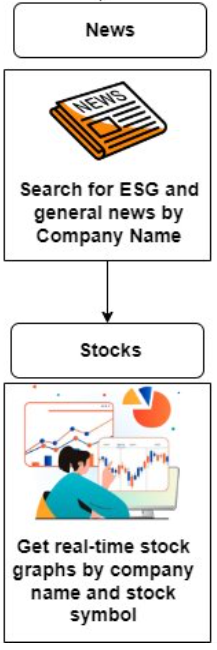 News
NEWS
Search for ESG and
general news by
Company Name
Stocks
Get real-time stock
graphs by company
name and stock
symbol